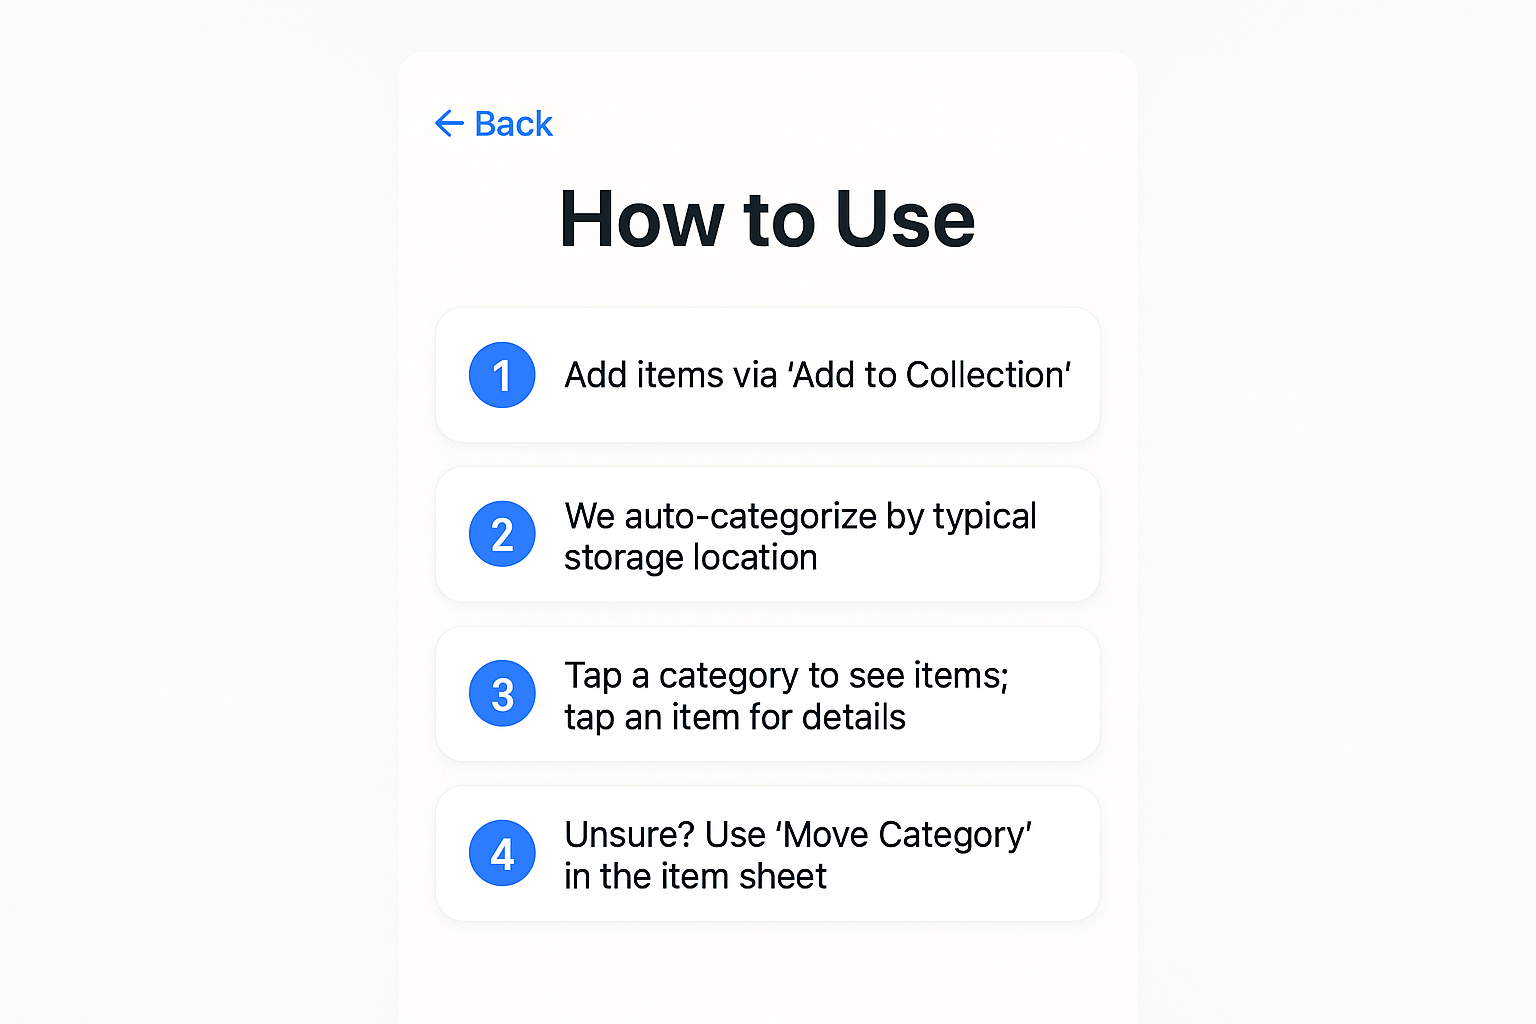 ← Back
How to Use
1 Add items via ‘Add to Collection’
2 We auto-categorize by typical
storage location
3 Tap a category to see items;
tap an item for details
4 Unsure? Use ‘Move Category’
in the item sheet